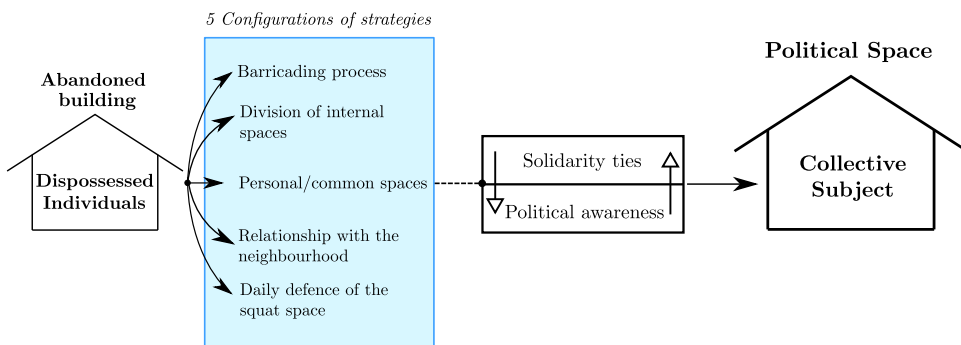 5 Configurations of strategies
Abandoned
building
Dispossessed
Individuals
Barricading process
Division of internal
spaces
Personal/common spaces
Relationship with the
neighbourhood
Daily defence of the
squat space
Solidarity ties
Political awareness
Political Space
Collective
Subject